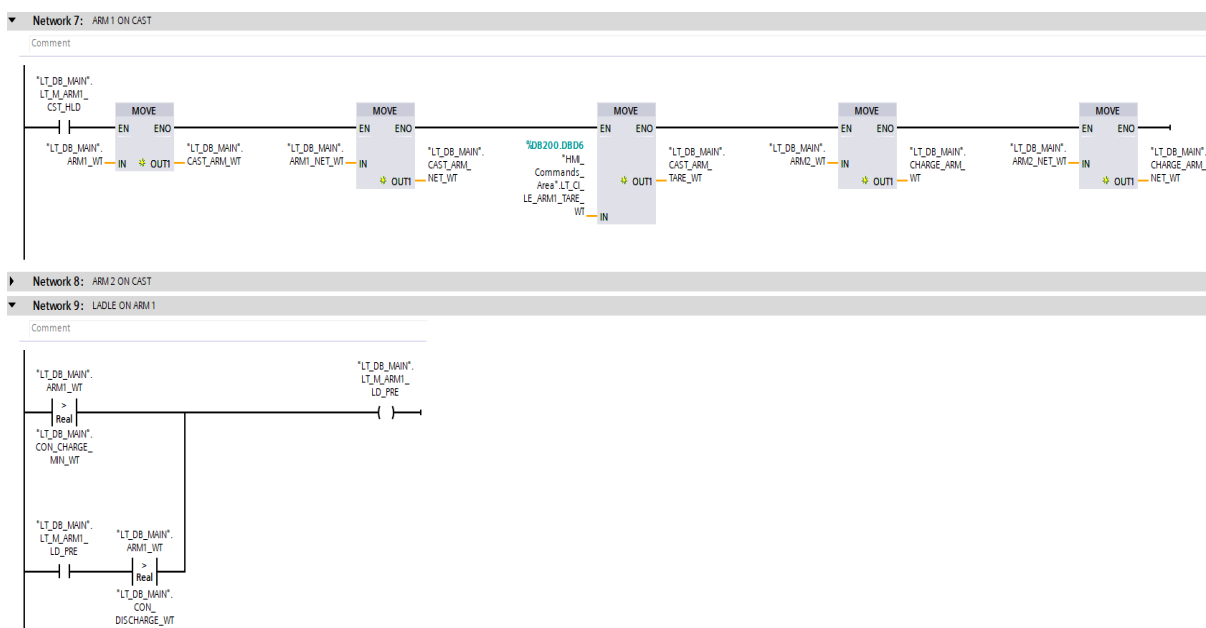 Network 7: ARM 1 ON CAST
Comment
"LT_DB_MAIN".
LT_M_ARM1_
CST_HLD
MOVE
EN ENO
"LT_DB_MAIN".
ARM1_WT
IN OUT1
"LT_DB_MAIN".
CAST_ARM_WT
MOVE
EN ENO
"LT_DB_MAIN".
ARM1_NET_WT
IN
OUT1
"LT_DB_MAIN".
CAST_ARM_
NET_WT
MOVE
EN ENO
%DB200.DBD6
"HMI_
Commands_
Area".LT_CI_
LE_ARM1_TARE_
WT
IN
OUT1
"LT_DB_MAIN".
CAST_ARM_
TARE_WT
MOVE
EN ENO
"LT_DB_MAIN".
ARM2_WT
IN
OUT1
"LT_DB_MAIN".
CHARGE_ARM_
WT
MOVE
EN ENO
"LT_DB_MAIN".
ARM2_NET_WT
IN
OUT1
"LT_DB_MAIN".
CHARGE_ARM_
NET_WT
Network 8: ARM 2 ON CAST
Network 9: LADLE ON ARM 1
Comment
"LT_DB_MAIN".
ARM1_WT
>
Real
"LT_DB_MAIN".
CON_CHARGE_
MIN_WT
"LT_DB_MAIN".
LT_M_ARM1_
LD_PRE
"LT_DB_MAIN".
LT_M_ARM1_
LD_PRE
"LT_DB_MAIN".
ARM1_WT
>
Real
"LT_DB_MAIN".
CON_
DISCHARGE_WT